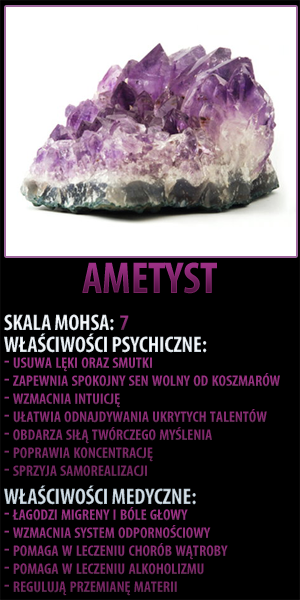 AMETYST
SKALA MOHSA: 7
WŁAŚCIWOŚCI PSYCHICZNE:
- USUWA LĘKI ORAZ SMUTKI
- ZAPEWNIA SPOKOJNY SEN WOLNY OD KOSZMARÓW
- WZMACNIA INTUICJĘ
- UŁATWIA ODNAJDYWANIA UKRYTYCH TALENTÓW
- OBDARZA SIŁĄ TWÓRCZEGO MYŚLENIA
- POPRAWIA KONCENTRACJĘ
- SPRZYJA SAMOREALIZACJI
WŁAŚCIWOŚCI MEDYCZNE:
- ŁAGODZI MIGRENY I BÓLE GŁOWY
- WZMACNIA SYSTEM ODPORNOŚCIOWY
- POMAGA W LECZENIU CHORÓB WĄTROBY
- POMAGA W LECZENIU ALKOHOLIZMU
- REGULUJĄ PRZEMIANĘ MATERII